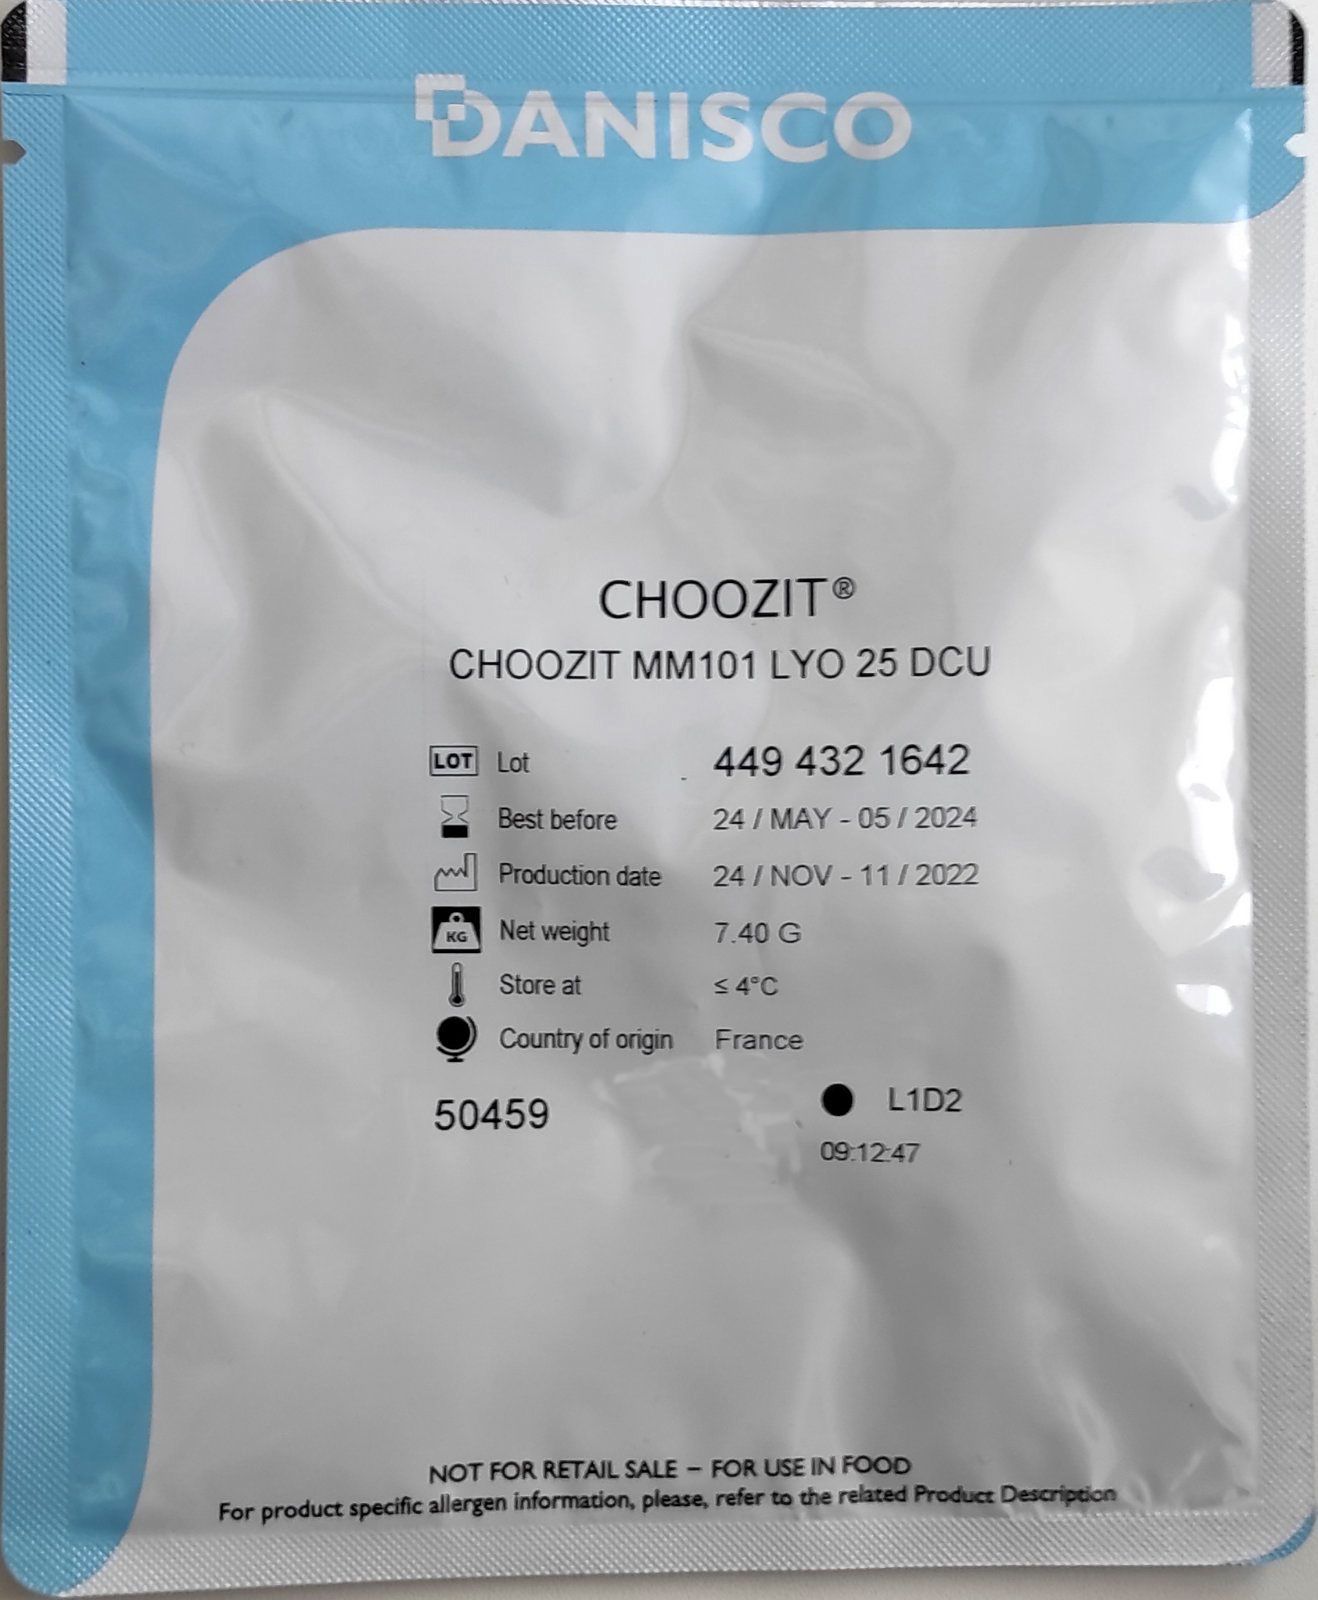 DANISCO
CHOOZIT®
CHOOZIT MM101 LYO 25 DCU
LOT Lot 449 432 1642
Best before 24 / MAY - 05 / 2024
Production date 24 / NOV - 11 / 2022
KG Net weight 7.40 G
Store at ≤ 4°C
Country of origin France
50459 L1D2
09:12:47
NOT FOR RETAIL SALE – FOR USE IN FOOD
For product specific allergen information, please, refer to the related Product Description